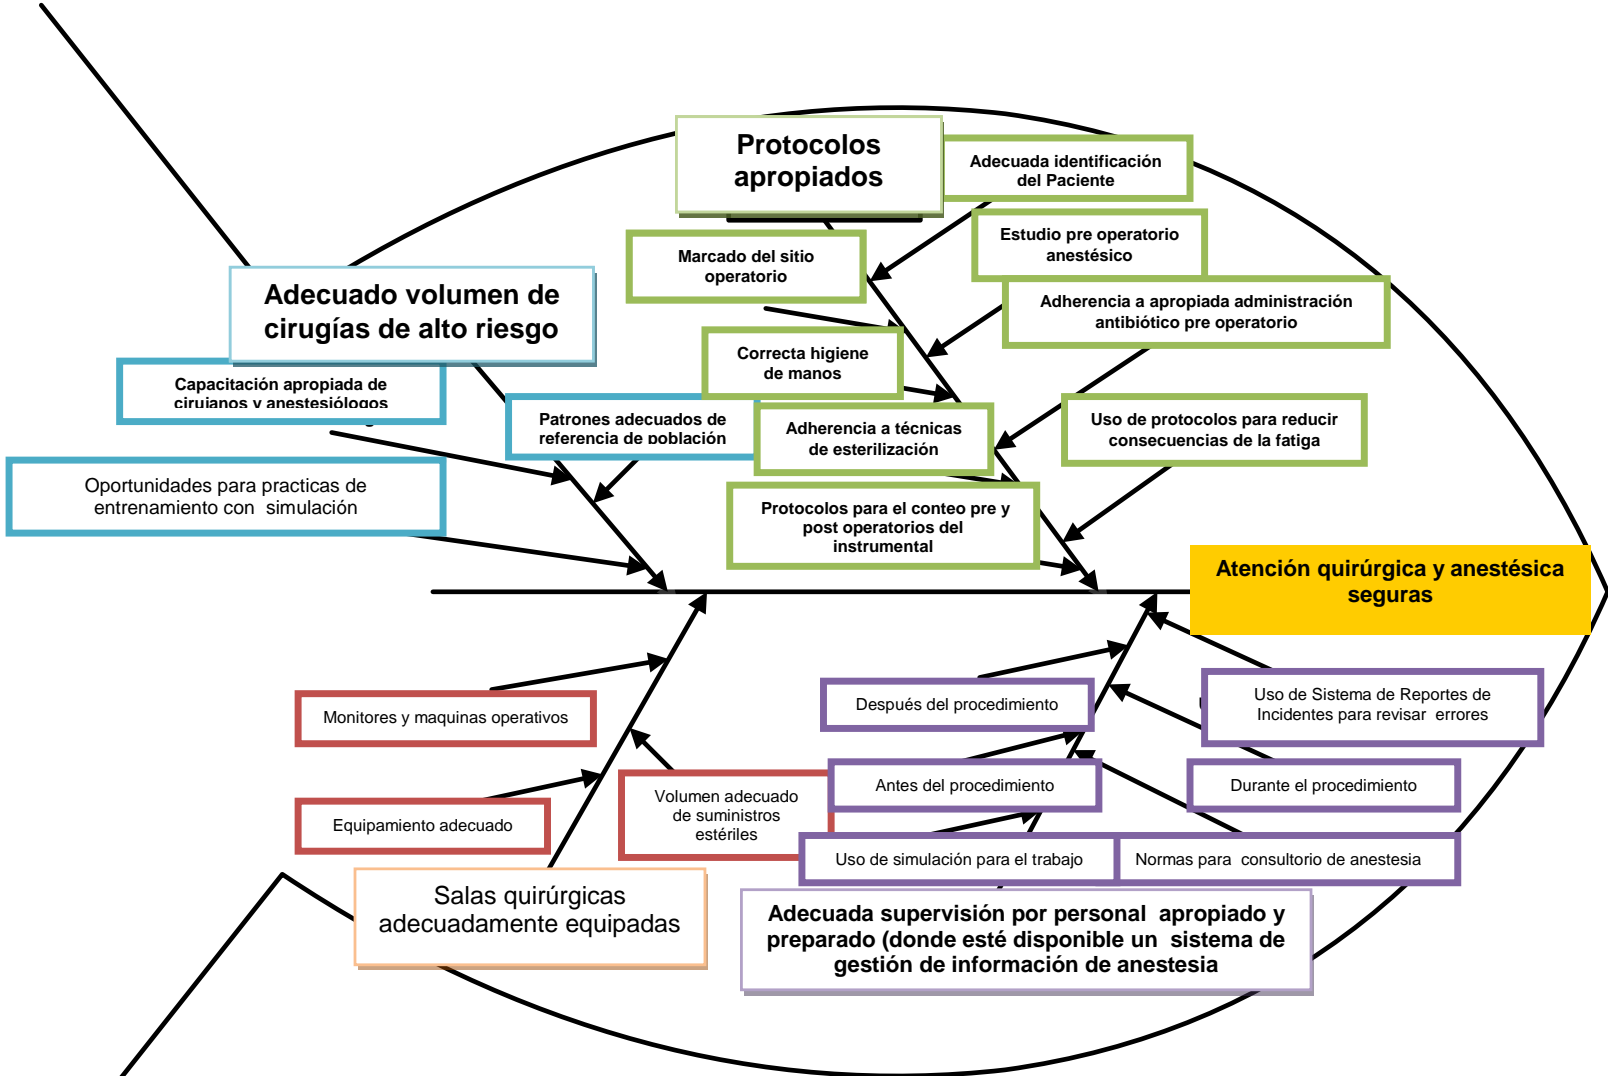 Protocolos
apropiados
Adecuada identificación
del Paciente
Marcado del sitio
operatorio
Estudio pre operatorio
anestésico
Adecuado volumen de
cirugías de alto riesgo
Adherencia a apropiada administración
antibiótico pre operatorio
Correcta higiene
de manos
Capacitación apropiada de
cirujanos y anestesiólogos
Patrones adecuados de
referencia de población
Adherencia a técnicas
de esterilización
Uso de protocolos para reducir
consecuencias de la fatiga
Oportunidades para practicas de
entrenamiento con simulación
Protocolos para el conteo pre y
post operatorios del
instrumental
Atención quirúrgica y anestésica
seguras
Monitores y maquinas operativos
Después del procedimiento
Uso de Sistema de Reportes de
Incidentes para revisar errores
Equipamiento adecuado
Volumen adecuado
de suministros
estériles
Antes del procedimiento
Durante el procedimiento
Uso de simulación para el trabajo
Normas para consultorio de anestesia
Salas quirúrgicas
adecuadamente equipadas
Adecuada supervisión por personal apropiado y
preparado (donde esté disponible un sistema de
gestión de información de anestesia